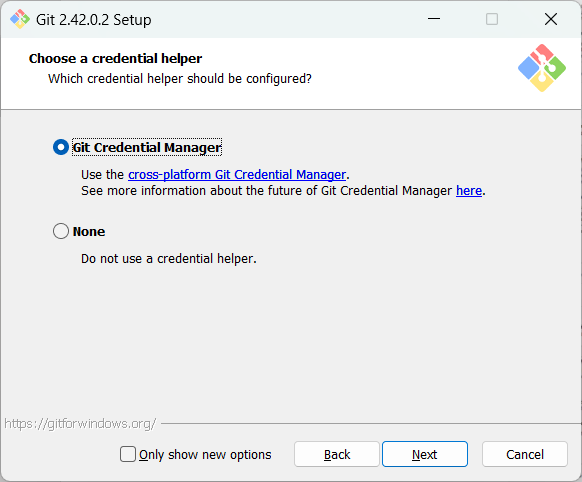 Git 2.42.0.2 Setup
Choose a credential helper
Which credential helper should be configured?
Git Credential Manager
Use the cross-platform Git Credential Manager.
See more information about the future of Git Credential Manager here.
None
Do not use a credential helper.
https://gitforwindows.org/
Only show new options
Back
Next
Cancel